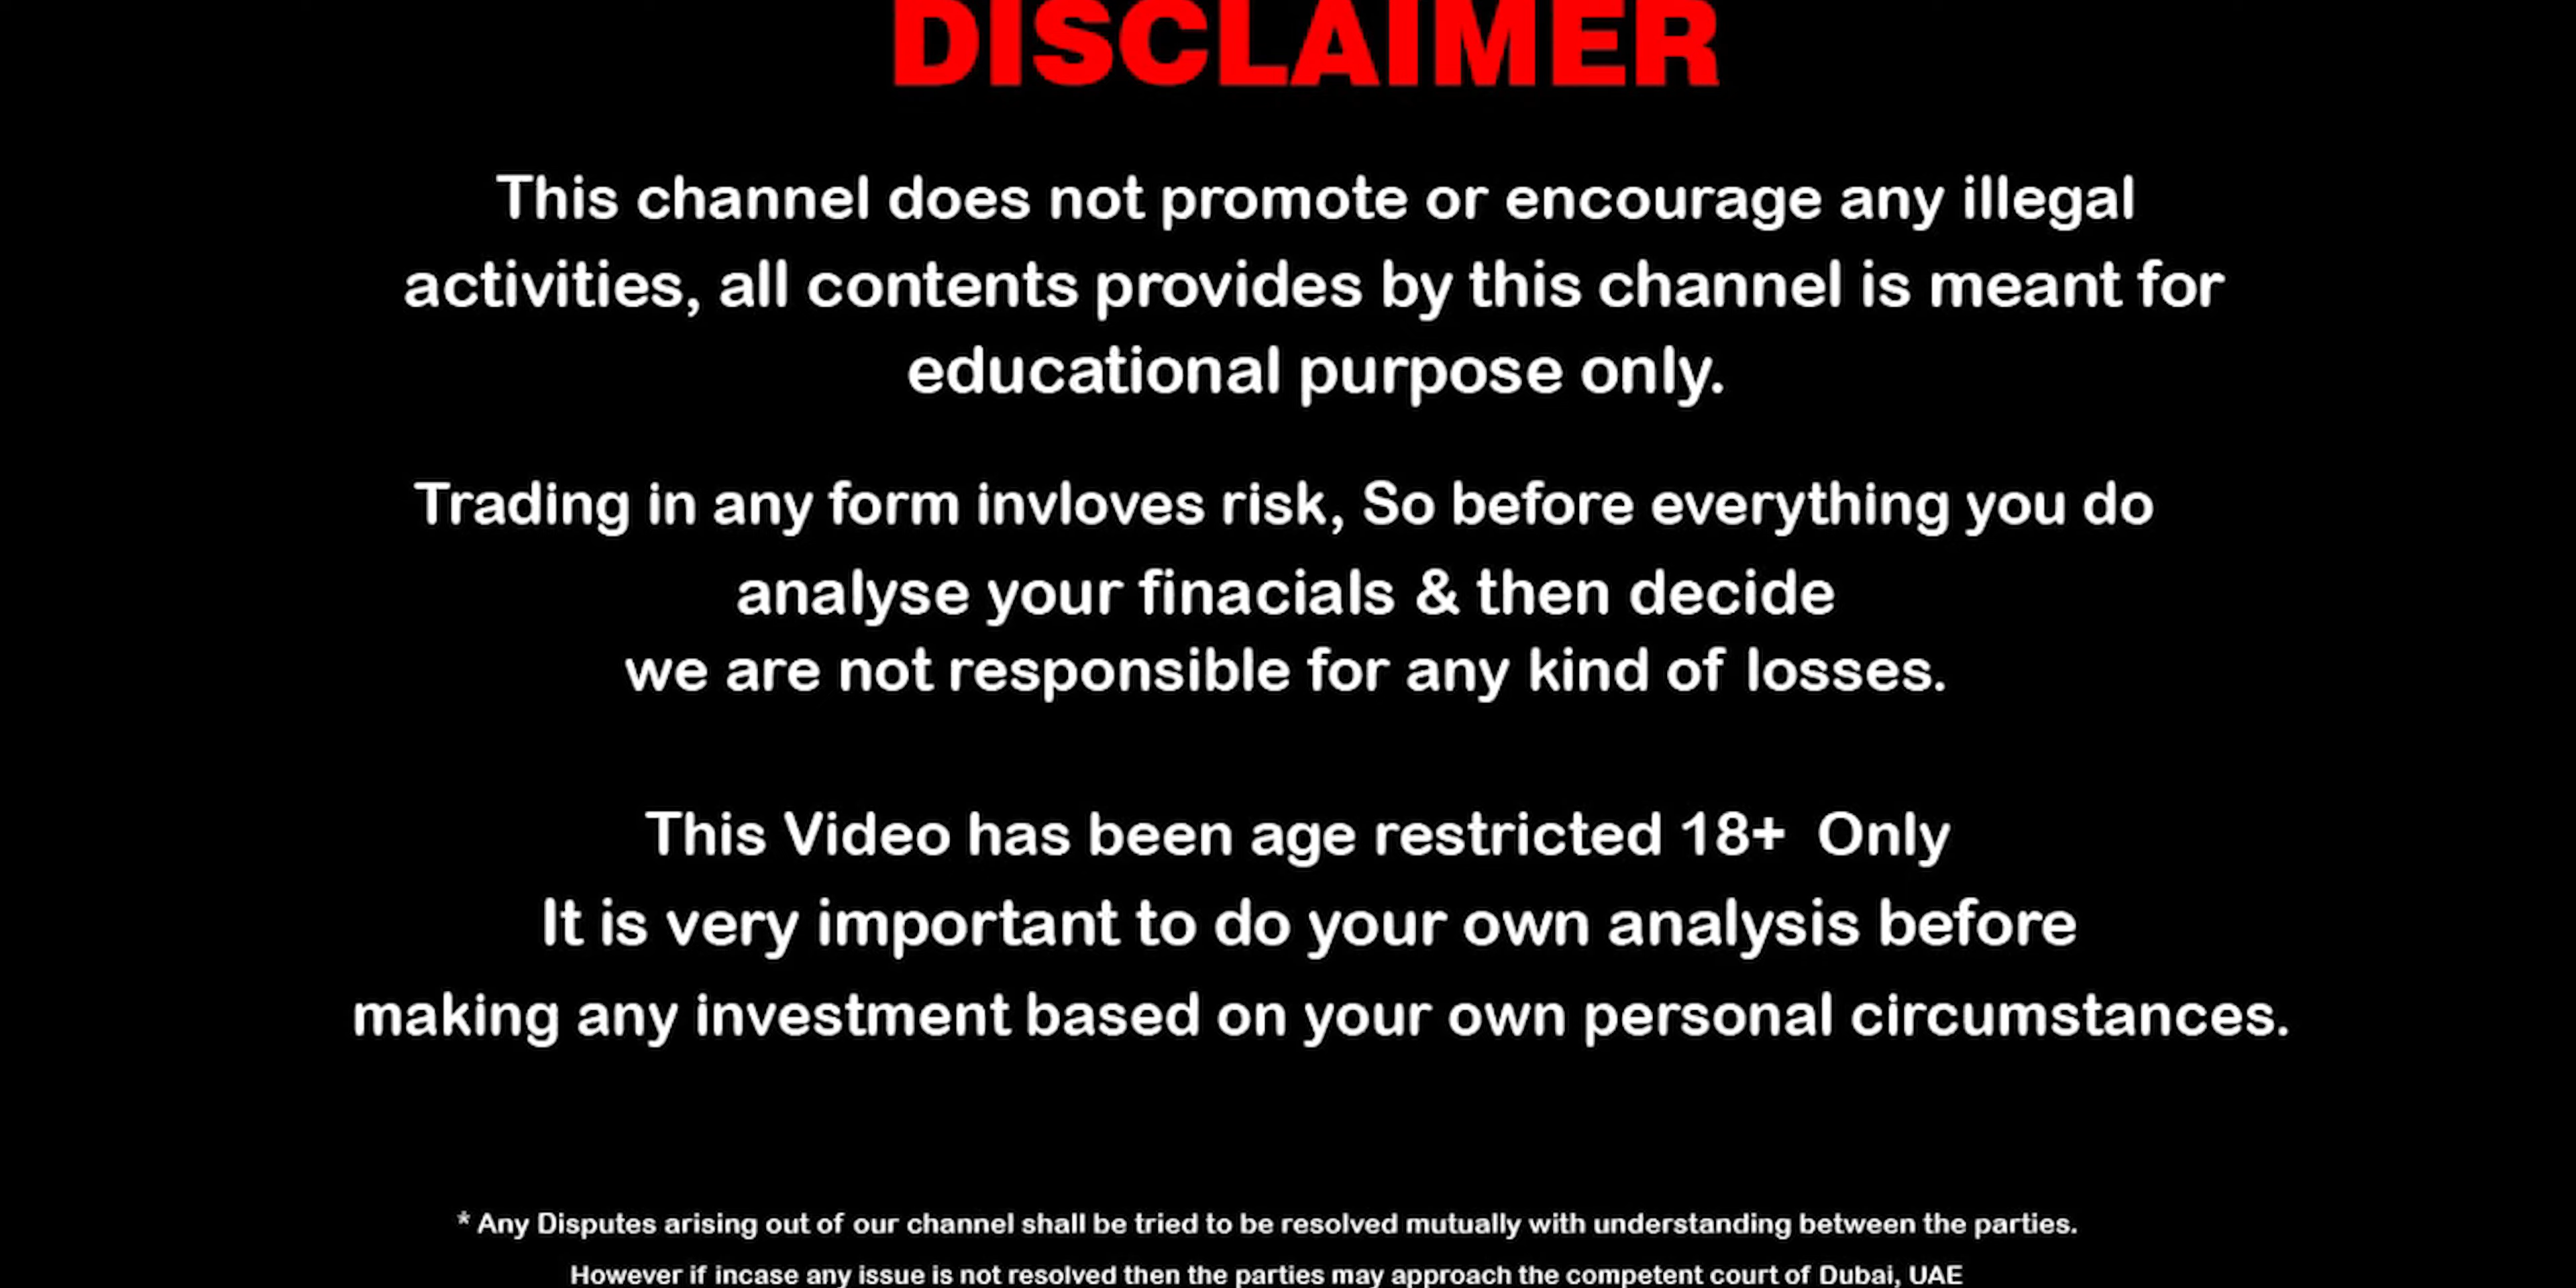 DISCLAIMER
This channel does not promote or encourage any illegal
activities, all contents provides by this channel is meant for
educational purpose only.
Trading in any form invloves risk, So before everything you do
analyse your finacials & then decide
we are not responsible for any kind of losses.
This Video has been age restricted 18+ Only
It is very important to do your own analysis before
making any investment based on your own personal circumstances.
* Any Disputes arising out of our channel shall be tried to be resolved mutually with understanding between the parties.
However if incase any issue is not resolved then the parties may approach the competent court of Dubai, UAE